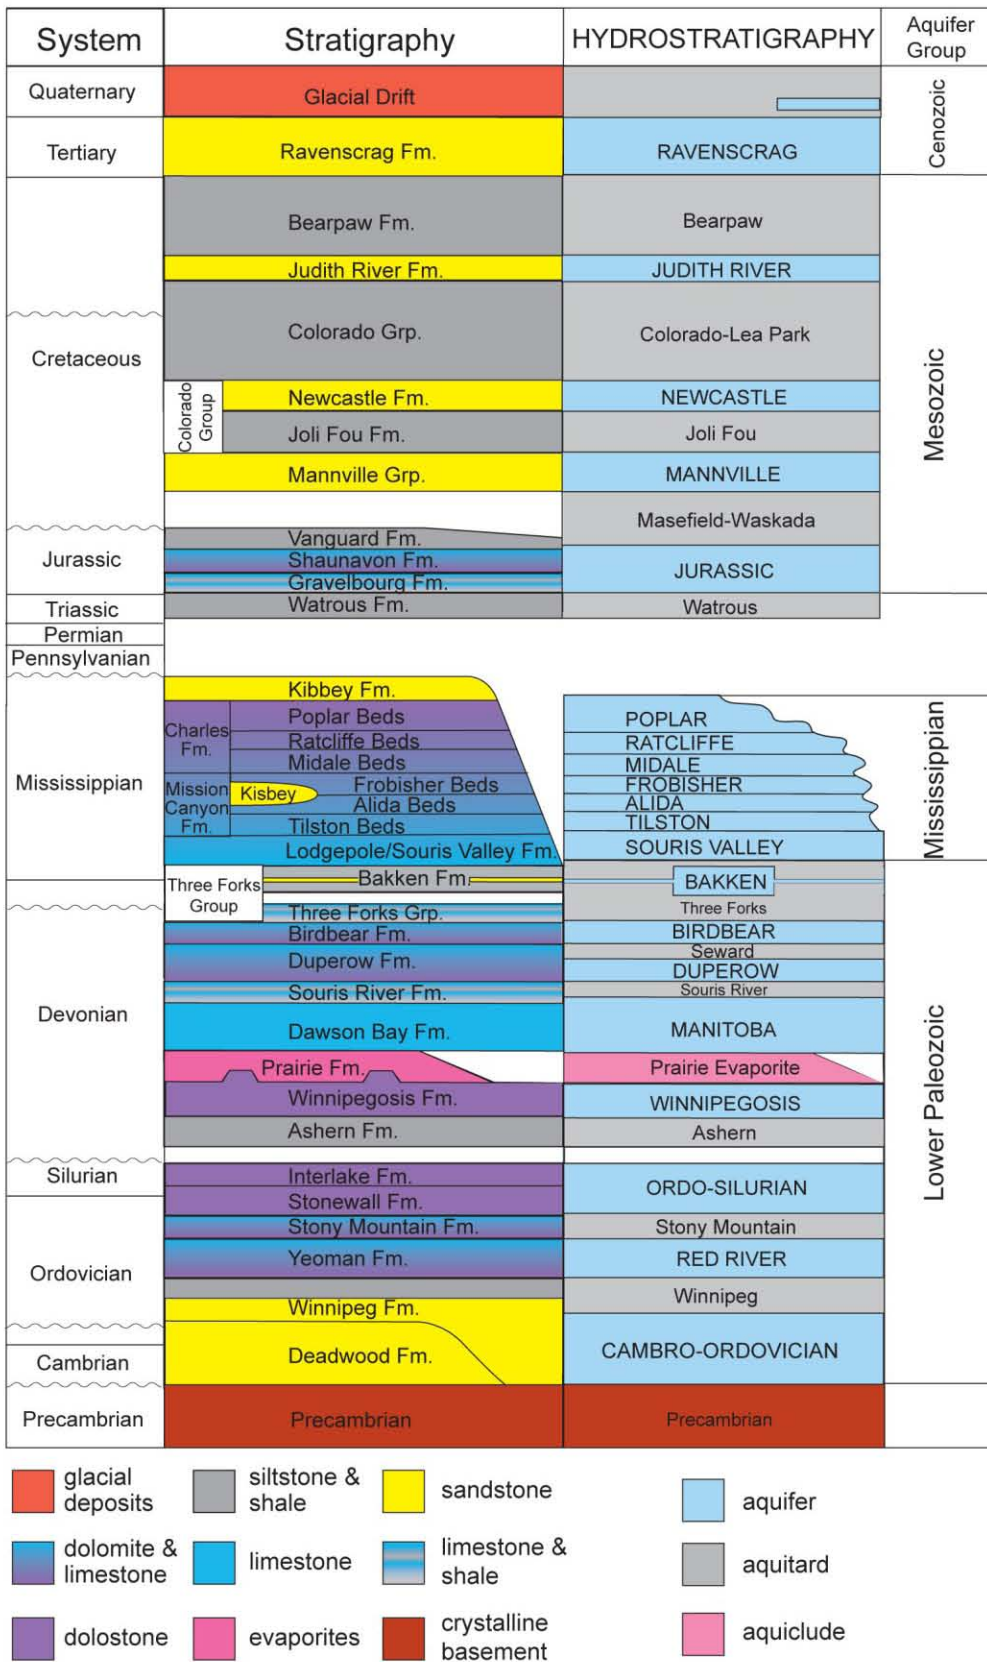 System
Stratigraphy
HYDROSTRATIGRAPHY
Aquifer
Group
Quaternary
Glacial Drift
Cenozoic
Tertiary
Ravenscrag Fm.
RAVENSCRAG
Bearpaw Fm.
Bearpaw
Judith River Fm.
JUDITH RIVER
Cretaceous
Colorado Grp.
Colorado-Lea Park
Mesozoic
Colorado
Group
Newcastle Fm.
NEWCASTLE
Joli Fou Fm.
Joli Fou
Mannville Grp.
MANNVILLE
Masefield-Waskada
Jurassic
Vanguard Fm.
Shaunavon Fm.
JURASSIC
Gravelbourg Fm.
Triassic
Watrous Fm.
Watrous
Permian
Pennsylvanian
Mississippian
Kibbey Fm.
Charles
Fm.
Poplar Beds
POPLAR
Mississippian
Ratcliffe Beds
RATCLIFFE
Midale Beds
MIDALE
Mission
Canyon
Fm.
Kisbey
Frobisher Beds
FROBISHER
Alida Beds
ALIDA
Tilston Beds
TILSTON
Lodgepole/Souris Valley Fm.
SOURIS VALLEY
Three Forks
Group
Bakken Fm.
BAKKEN
Three Forks Grp.
Three Forks
Devonian
Birdbear Fm.
BIRDBEAR
Seward
Duperow Fm.
DUPEROW
Souris River Fm.
Souris River
Dawson Bay Fm.
MANITOBA
Lower Paleozoic
Prairie Fm.
Prairie Evaporite
Winnipegosis Fm.
WINNIPEGOSIS
Ashern Fm.
Ashern
Silurian
Interlake Fm.
ORDO-SILURIAN
Stonewall Fm.
Ordovician
Stony Mountain Fm.
Stony Mountain
Yeoman Fm.
RED RIVER
Winnipeg Fm.
Winnipeg
Cambrian
Deadwood Fm.
CAMBRO-ORDOVICIAN
Precambrian
Precambrian
Precambrian
glacial
deposits
siltstone &
shale
sandstone
aquifer
dolomite &
limestone
limestone
limestone &
shale
aquitard
dolostone
evaporites
crystalline
basement
aquiclude